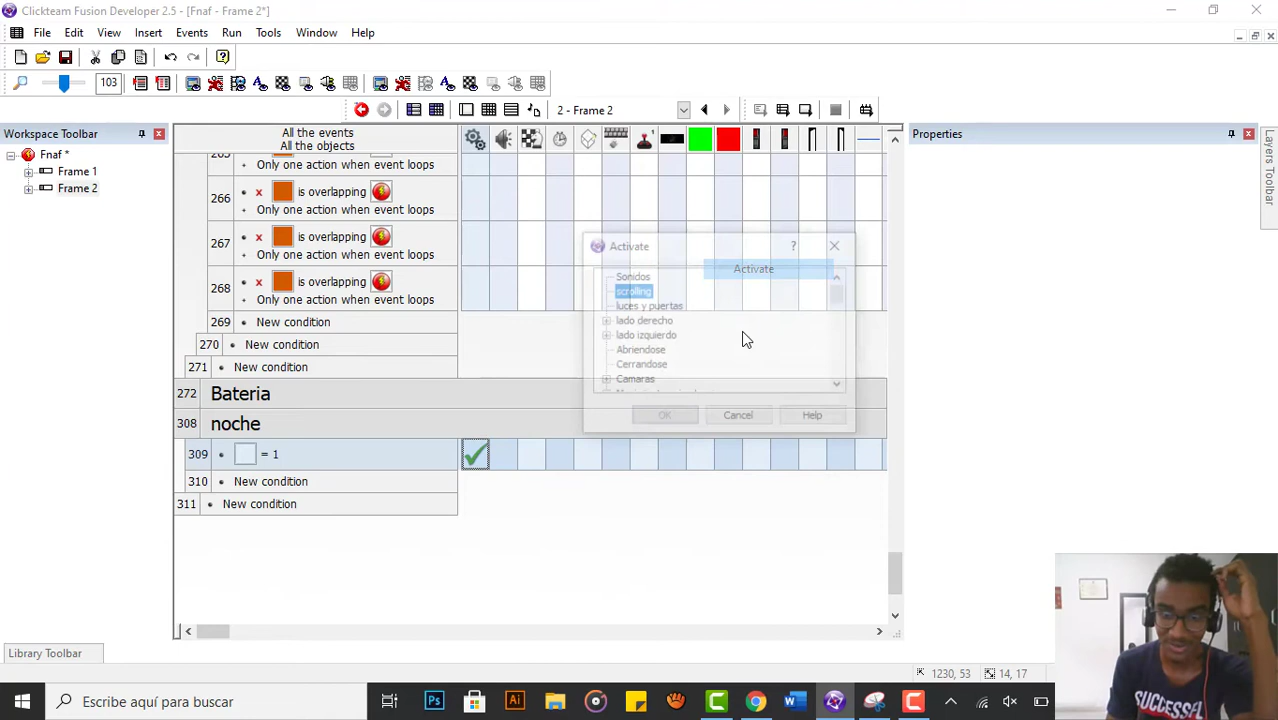 Clickteam Fusion Developer 2.5 - [Fnaf - Frame 2*]
File Edit View Insert Events Run Tools Window Help
103
2 - Frame 2
Workspace Toolbar
Properties
Layers Toolbar
Fnaf *
Frame 1
Frame 2
All the events
All the objects
265
Only one action when event loops
266
x is overlapping
Only one action when event loops
267
x is overlapping
Only one action when event loops
268
x is overlapping
Only one action when event loops
269 New condition
270 New condition
271 New condition
272 Bateria
308 noche
309 = 1
310 New condition
311 New condition
Activate
?
Activate
Sonidos
scrolling
luces y puertas
lado derecho
lado izquierdo
Abriendose
Cerrandose
Camaras
OK Cancel Help
Library Toolbar
1230, 53
14, 17
Escribe aquí para buscar
Ps
Ai
SUCCESSFUL